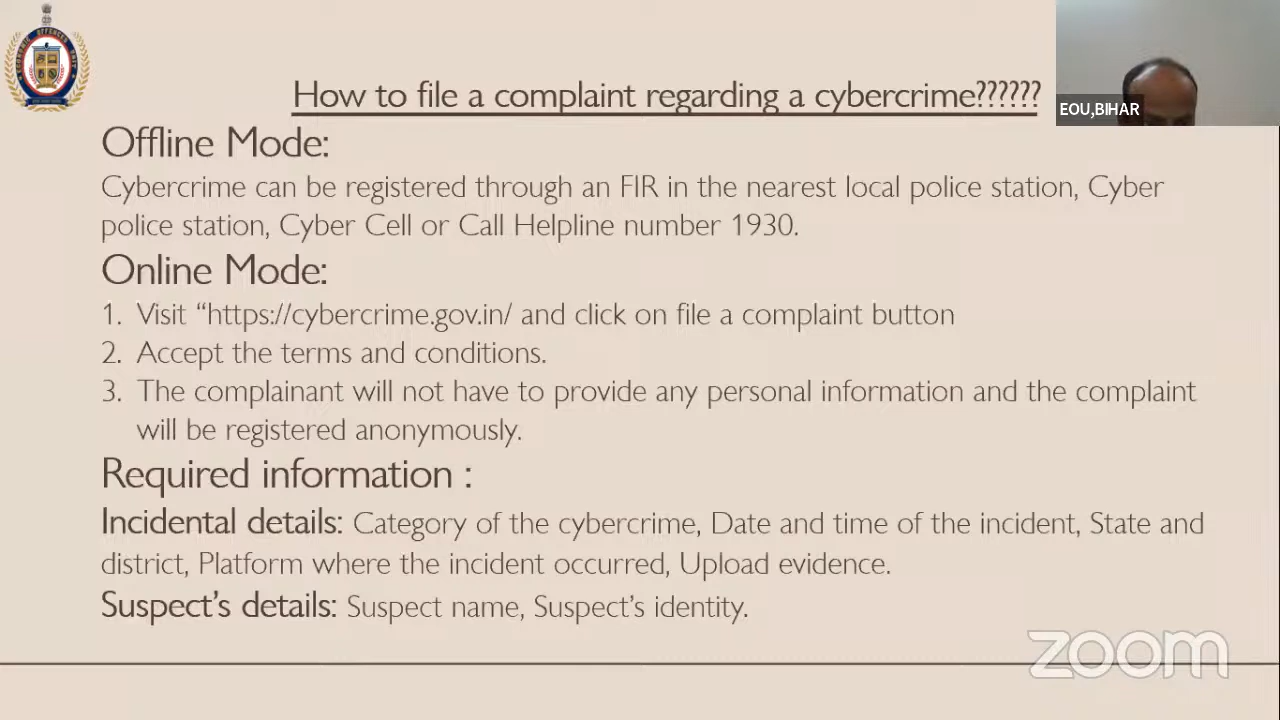 How to file a complaint regarding a cybercrime??????
EOU,BIHAR
Offline Mode:
Cybercrime can be registered through an FIR in the nearest local police station, Cyber
police station, Cyber Cell or Call Helpline number 1930.
Online Mode:
1. Visit “https://cybercrime.gov.in/ and click on file a complaint button
2. Accept the terms and conditions.
3. The complainant will not have to provide any personal information and the complaint
will be registered anonymously.
Required information :
Incidental details: Category of the cybercrime, Date and time of the incident, State and
district, Platform where the incident occurred, Upload evidence.
Suspect’s details: Suspect name, Suspect’s identity.
zoom